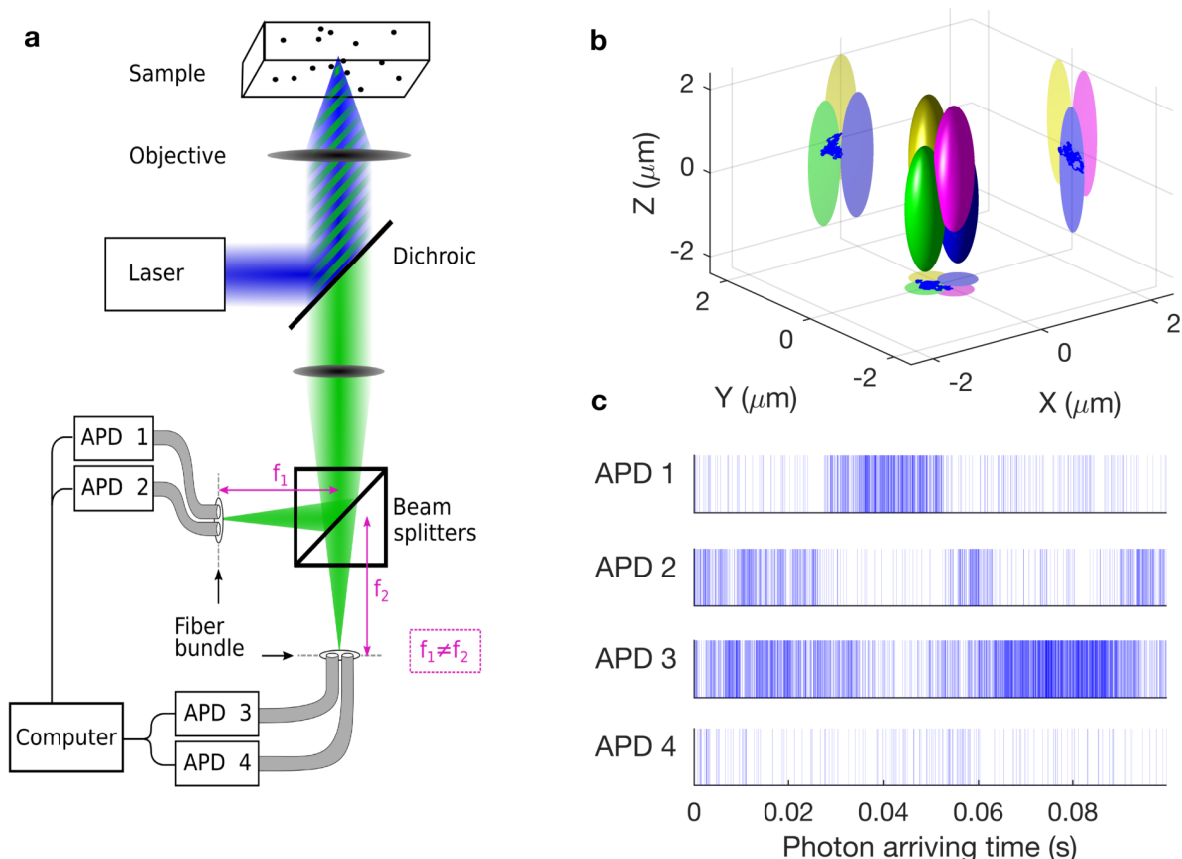 a
Sample
Objective
Laser
Dichroic
APD 1
APD 2
f₁
Beam
splitters
f₂
Fiber
bundle
f₁≠f₂
APD 3
APD 4
Computer
b
Z (μm)
2
0
-2
2
0
-2
Y (μm)
-2
0
2
X (μm)
c
APD 1
APD 2
APD 3
APD 4
0
0.02
0.04
0.06
0.08
Photon arriving time (s)